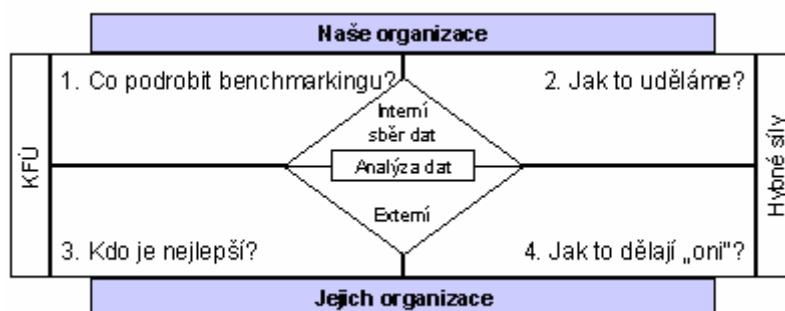 Naše organizace
1. Co podrobit benchmarkingu?
2. Jak to uděláme?
KFÚ
Interní
sběr dat
Analýza dat
Externí
Hybné síly
3. Kdo je nejlepší?
4. Jak to dělají „oni"?
Jejich organizace